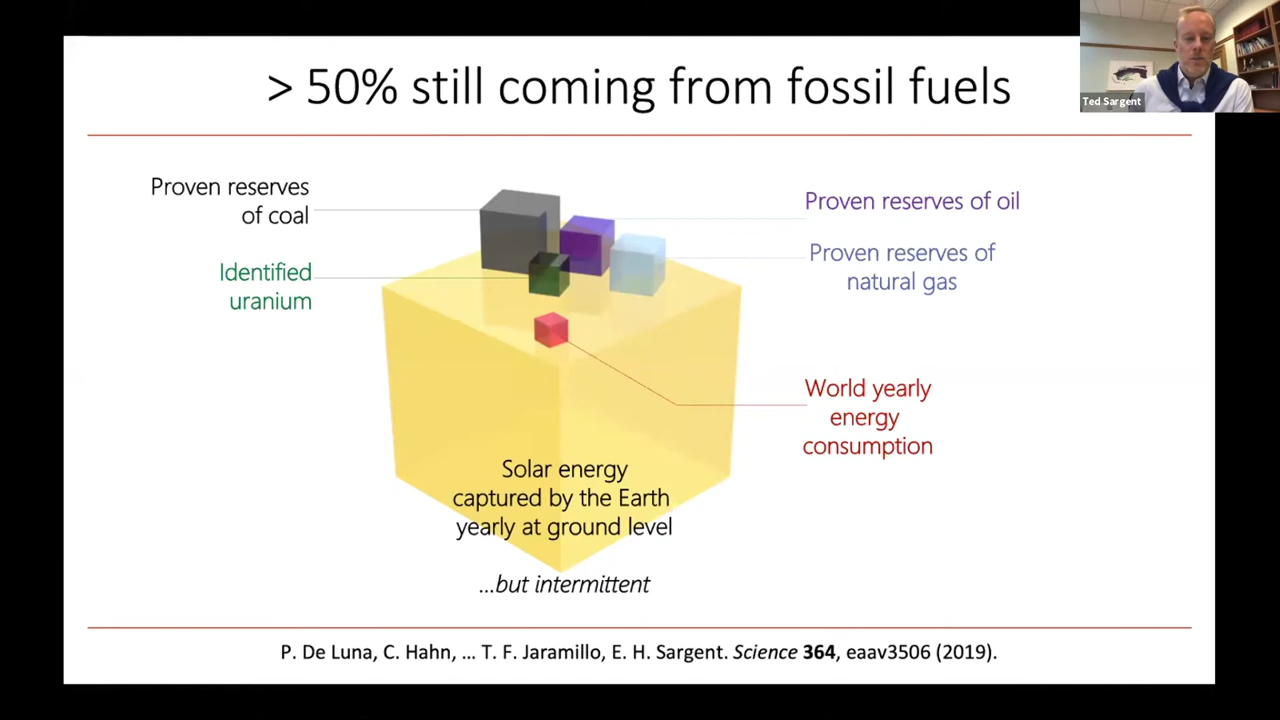 > 50% still coming from fossil fuels
Ted Sargent
Proven reserves
of coal
Proven reserves of oil
Proven reserves of
natural gas
Identified
uranium
World yearly
energy
consumption
Solar energy
captured by the Earth
yearly at ground level
...but intermittent
P. De Luna, C. Hahn, ... T. F. Jaramillo, E. H. Sargent. Science 364, eaav3506 (2019).